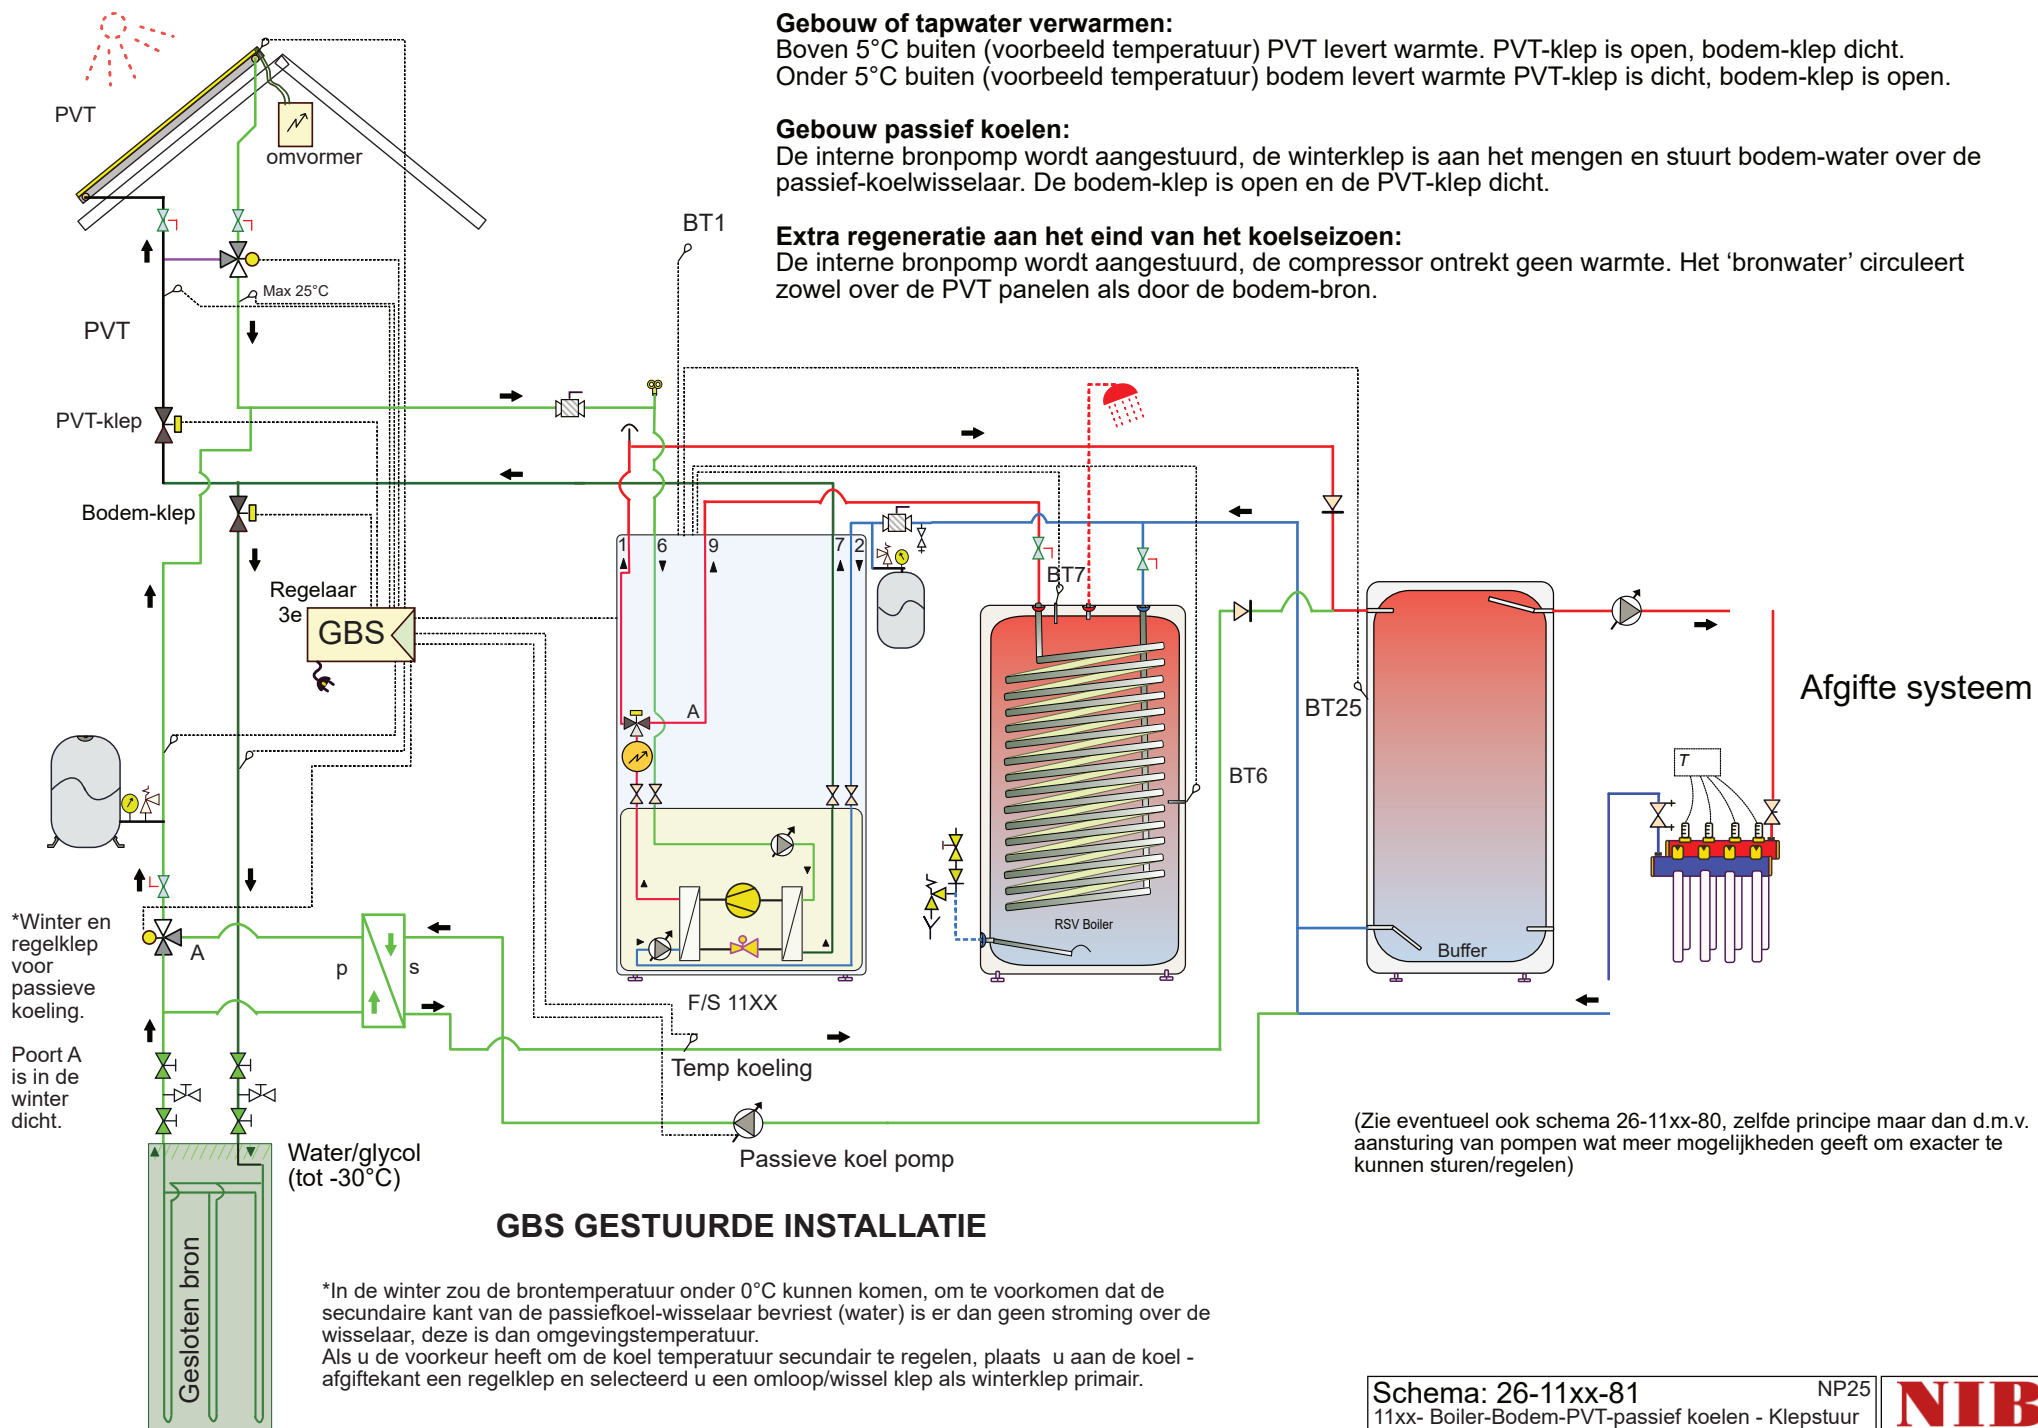 Gebouw of tapwater verwarmen:
Boven 5°C buiten (voorbeeld temperatuur) PVT levert warmte. PVT-klep is open, bodem-klep dicht.
Onder 5°C buiten (voorbeeld temperatuur) bodem levert warmte PVT-klep is dicht, bodem-klep is open.
Gebouw passief koelen:
De interne bronpomp wordt aangestuurd, de winterklep is aan het mengen en stuurt bodem-water over de
passief-koelwisselaar. De bodem-klep is open en de PVT-klep dicht.
Extra regeneratie aan het eind van het koelseizoen:
De interne bronpomp wordt aangestuurd, de compressor ontrekt geen warmte. Het ‘bronwater’ circuleert
zowel over de PVT panelen als door de bodem-bron.
PVT
omvormer
BT1
Max 25°C
PVT
PVT-klep
Bodem-klep
1
6
9
7
2
Regelaar
3e
GBS
BT7
A
BT25
BT6
Afgifte systeem
T
*Winter en
regelklep
voor
passieve
koeling.
Poort A
is in de
winter
dicht.
A
p
s
RSV Boiler
Buffer
F/S 11XX
Temp koeling
Passieve koel pomp
Water/glycol
(tot -30°C)
Gesloten bron
(Zie eventueel ook schema 26-11xx-80, zelfde principe maar dan d.m.v.
aansturing van pompen wat meer mogelijkheden geeft om exacter te
kunnen sturen/regelen)
GBS GESTUURDE INSTALLATIE
*In de winter zou de brontemperatuur onder 0°C kunnen komen, om te voorkomen dat de
secundaire kant van de passiefkoel-wisselaar bevriest (water) is er dan geen stroming over de
wisselaar, deze is dan omgevingstemperatuur.
Als u de voorkeur heeft om de koel temperatuur secundair te regelen, plaats u aan de koel -
afgiftekant een regelklep en selecteerd u een omloop/wissel klep als winterklep primair.
Schema: 26-11xx-81
NP25
11xx- Boiler-Bodem-PVT-passief koelen - Klepstuur
NIB